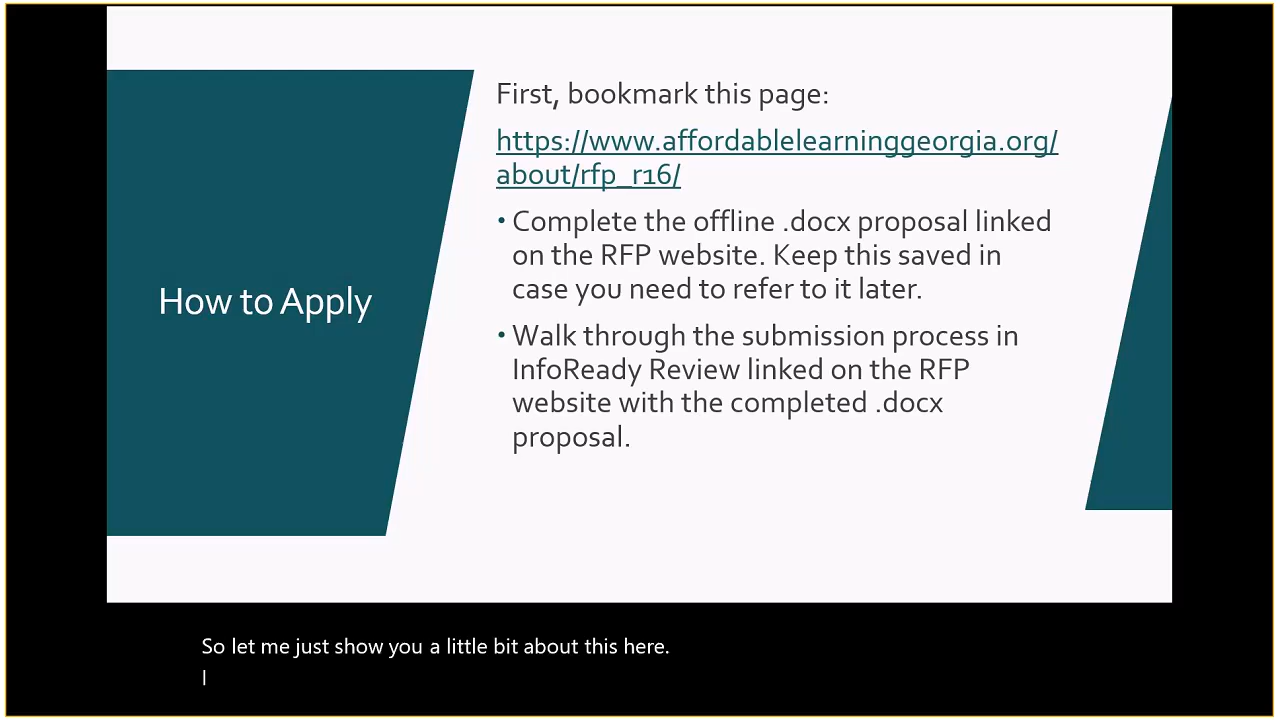 How to Apply
First, bookmark this page:
https://www.affordablelearninggeorgia.org/
about/rfp_r16/
• Complete the offline .docx proposal linked
on the RFP website. Keep this saved in
case you need to refer to it later.
• Walk through the submission process in
InfoReady Review linked on the RFP
website with the completed .docx
proposal.
So let me just show you a little bit about this here.
I